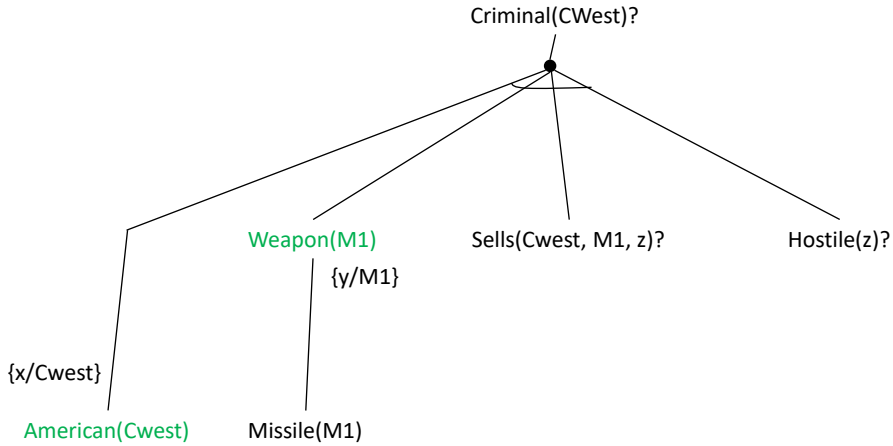 Criminal(CWest)?
Weapon(M1)
Sells(Cwest, M1, z)?
Hostile(z)?
{y/M1}
{x/Cwest}
American(Cwest)
Missile(M1)